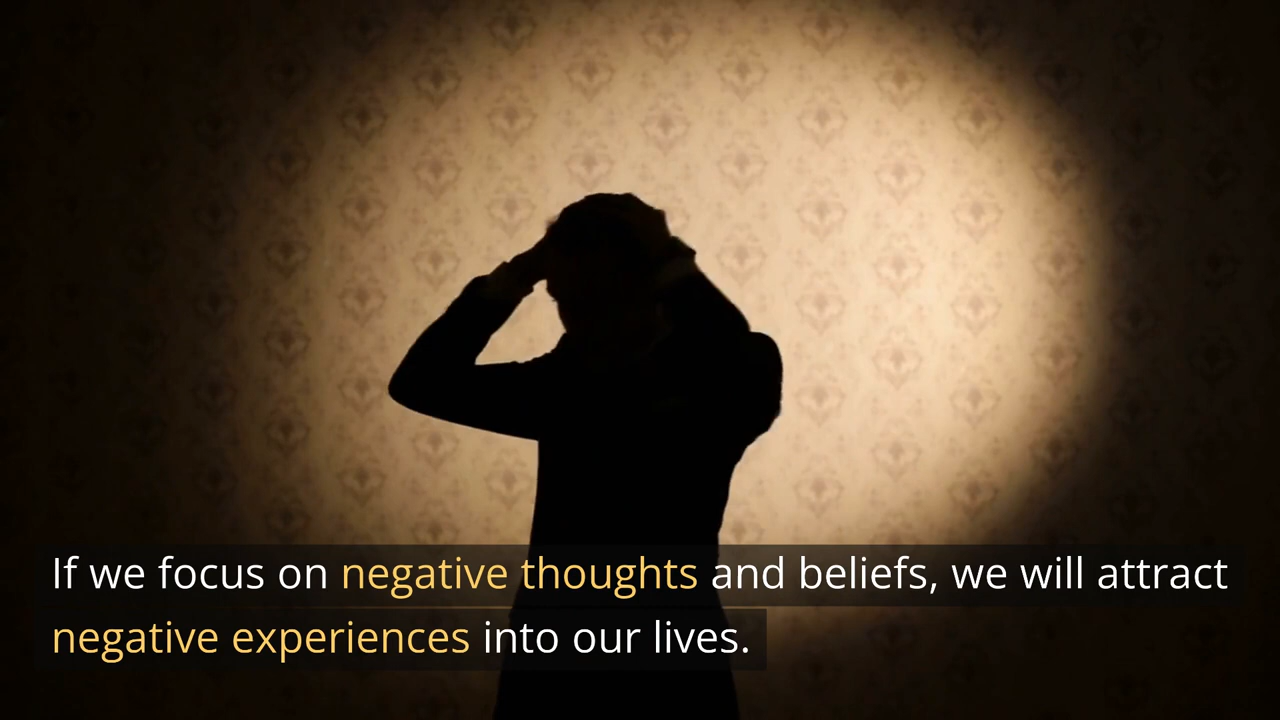 If we focus on negative thoughts and beliefs, we will attract
negative experiences into our lives.